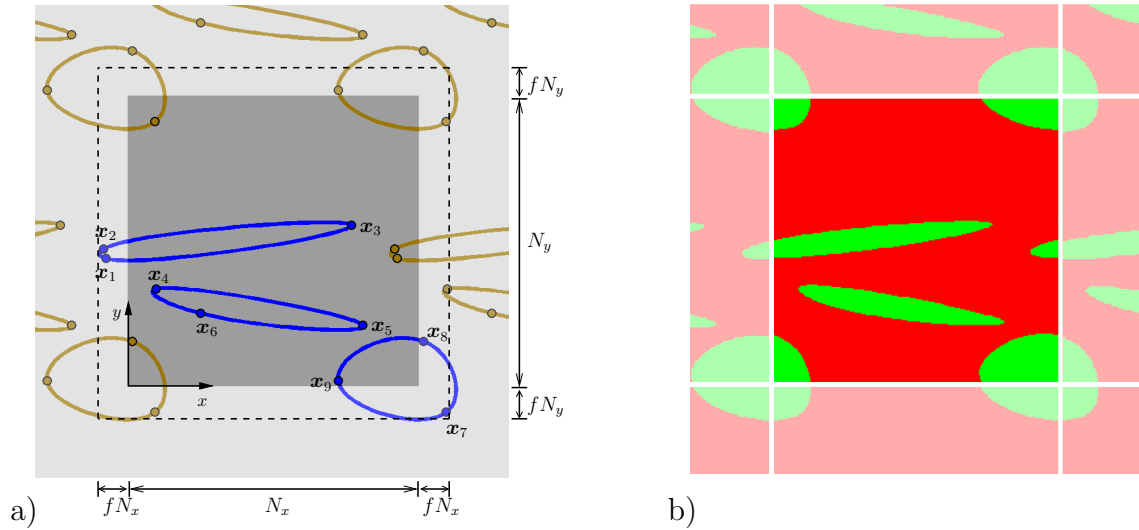 fN_y
x_2
x_3
N_y
x_1
x_4
y
x_6
x_5
x_8
x_9
x
fN_y
x_7
a)
fN_x
N_x
fN_x
b)